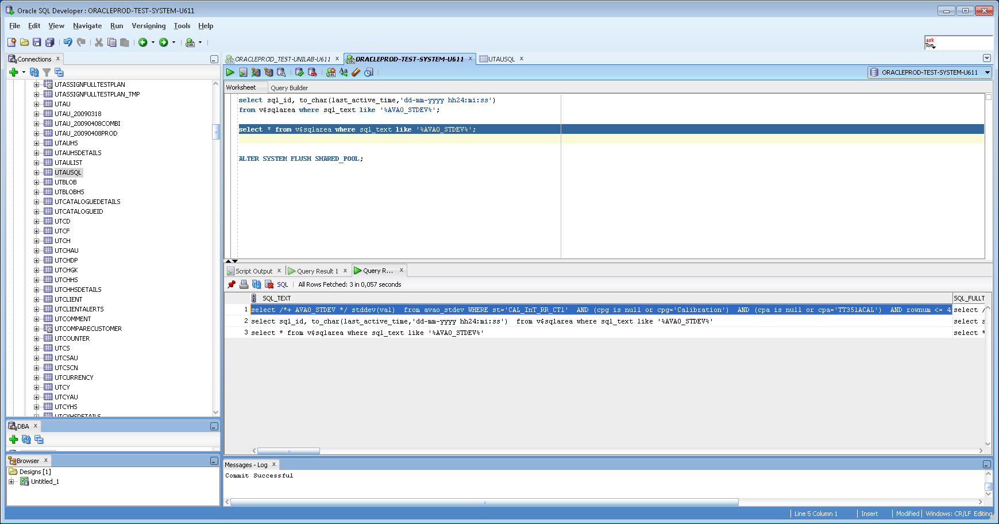 Oracle SQL Developer : ORACLEPROD-TEST-SYSTEM-U611
File Edit View Navigate Run Versioning Tools Help
ask
Tom
Connections
UTASSIGNFULLTESTPLAN
UTASSIGNFULLTESTPLAN_TMP
UTAU
UTAU_20090318
UTAU_20090408COMBI
UTAU_20090408PROD
UTAUHS
UTAUHSDETAILS
UTAULIST
UTAUSQL
UTBLOB
UTBLOBHS
UTCATALOGUEDETAILS
UTCATALOGUEID
UTCD
UTCF
UTCH
UTCHAU
UTCHDP
UTCHGK
UTCHHS
UTCHHSDETAILS
UTCLIENT
UTCLIENTALERTS
UTCOMMENT
UTCOMPARECUSTOMER
UTCOUNTER
UTCS
UTCSAU
UTCSCN
UTCURRENCY
UTCY
UTCYAU
UTCYHS
UTCYHSDETAILS
DBA
Browser
Designs [1]
Untitled_1
ORACLEPROD_TEST-UNILAB-U611 ORACLEPROD-TEST-SYSTEM-U611 UTAUSQL
SQL SQL
Aa
ORACLEPROD-TEST-SYSTEM-U611
Worksheet Query Builder
select sql_id, to_char(last_active_time,'dd-mm-yyyy hh24:mi:ss')
from v$sqlarea where sql_text like '%AVAO_STDEV%';
select * from v$sqlarea where sql_text like '%AVAO_STDEV%';
ALTER SYSTEM FLUSH SHARED_POOL;
Script Output Query Result 1 Query R...
SQL All Rows Fetched: 3 in 0,057 seconds
SQL_TEXT SQL_FULLT
1 select /*+ AVAO_STDEV */ stddev(val) from avao_stdev WHERE st='CAL_InT_RR_CT1' AND (cpg is null or cpg='Calibration') AND (cpa is null or cpa='TT351ACAL') AND rownum <= 4 select /
2 select sql_id, to_char(last_active_time,'dd-mm-yyyy hh24:mi:ss') from v$sqlarea where sql_text like '%AVAO_STDEV%' select s
3 select * from v$sqlarea where sql_text like '%AVAO_STDEV%' select *
Messages - Log
Commit Successful
Line 5 Column 1 Insert Modified Windows: CR/LF Editing